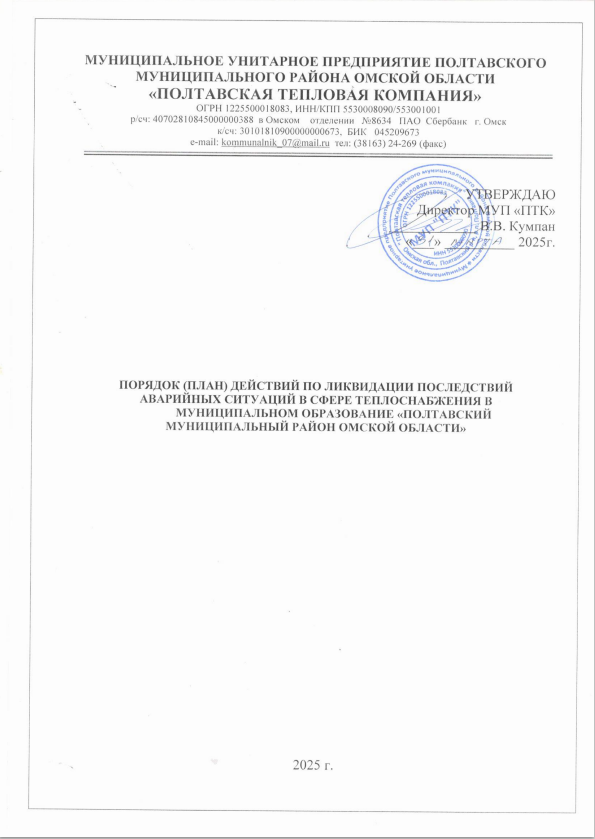 МУНИЦИПАЛЬНОЕ УНИТАРНОЕ ПРЕДПРИЯТИЕ ПОЛТАВСКОГО
МУНИЦИПАЛЬНОГО РАЙОНА ОМСКОЙ ОБЛАСТИ
«ПОЛТАВСКАЯ ТЕПЛОВАЯ КОМПАНИЯ»
ОГРН 1225500018083, ИНН/КПП 5530008090/553001001
р/сч: 40702810845000000388 в Омском отделении №8634 ПАО Сбербанк г. Омск
к/сч: 30101810900000000673, БИК 045209673
e-mail: kommunalnik_07@mail.ru тел: (38163) 24-269 (факс)
УТВЕРЖДАЮ
Директор МУП «ПТК»
В.В. Кумпан
« » 2025г.
МУП "ПТК"
ПОРЯДОК (ПЛАН) ДЕЙСТВИЙ ПО ЛИКВИДАЦИИ ПОСЛЕДСТВИЙ
АВАРИЙНЫХ СИТУАЦИЙ В СФЕРЕ ТЕПЛОСНАБЖЕНИЯ В
МУНИЦИПАЛЬНОМ ОБРАЗОВАНИЕ «ПОЛТАВСКИЙ
МУНИЦИПАЛЬНЫЙ РАЙОН ОМСКОЙ ОБЛАСТИ»
2025 г.